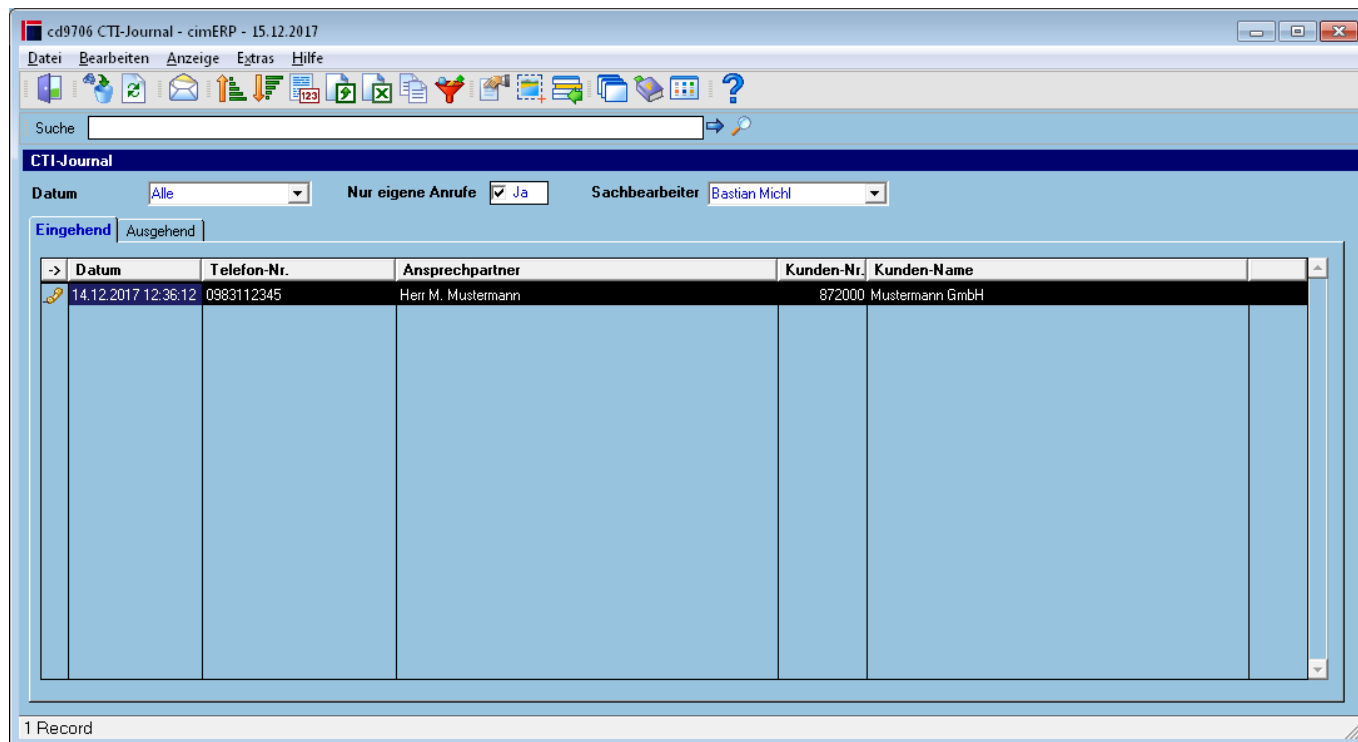 cd9706 CTI-Journal - cimERP - 15.12.2017
Datei Bearbeiten Anzeige Extras Hilfe
123
Suche
CTI-Journal
Datum Alle Nur eigene Anrufe Ja Sachbearbeiter Bastian Michl
Eingehend Ausgehend
-> Datum Telefon-Nr. Ansprechpartner Kunden-Nr. Kunden-Name
14.12.2017 12:36:12 0983112345 Herr M. Mustermann 872000 Mustermann GmbH
1 Record